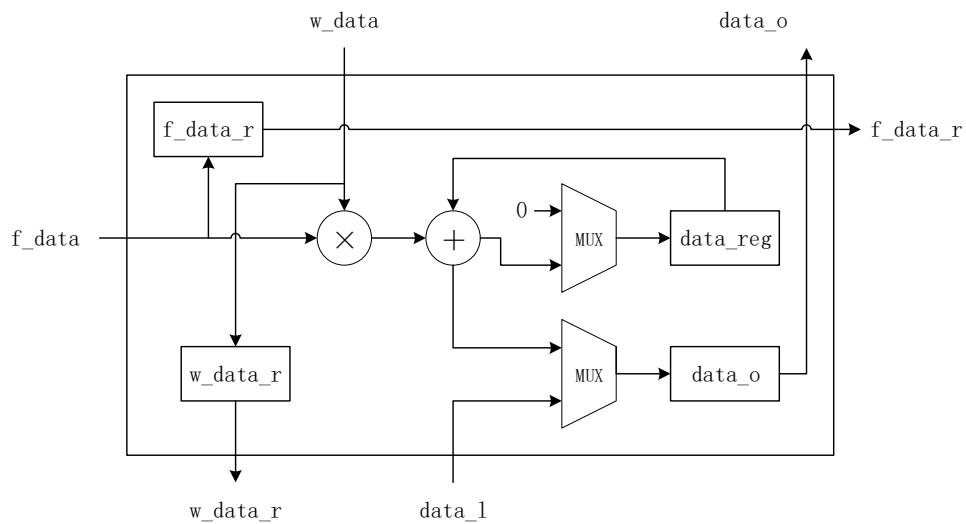 w_data
data_o
f_data_r
f_data_r
f_data
×
+
0
MUX
data_reg
w_data_r
MUX
data_o
w_data_r
data_l